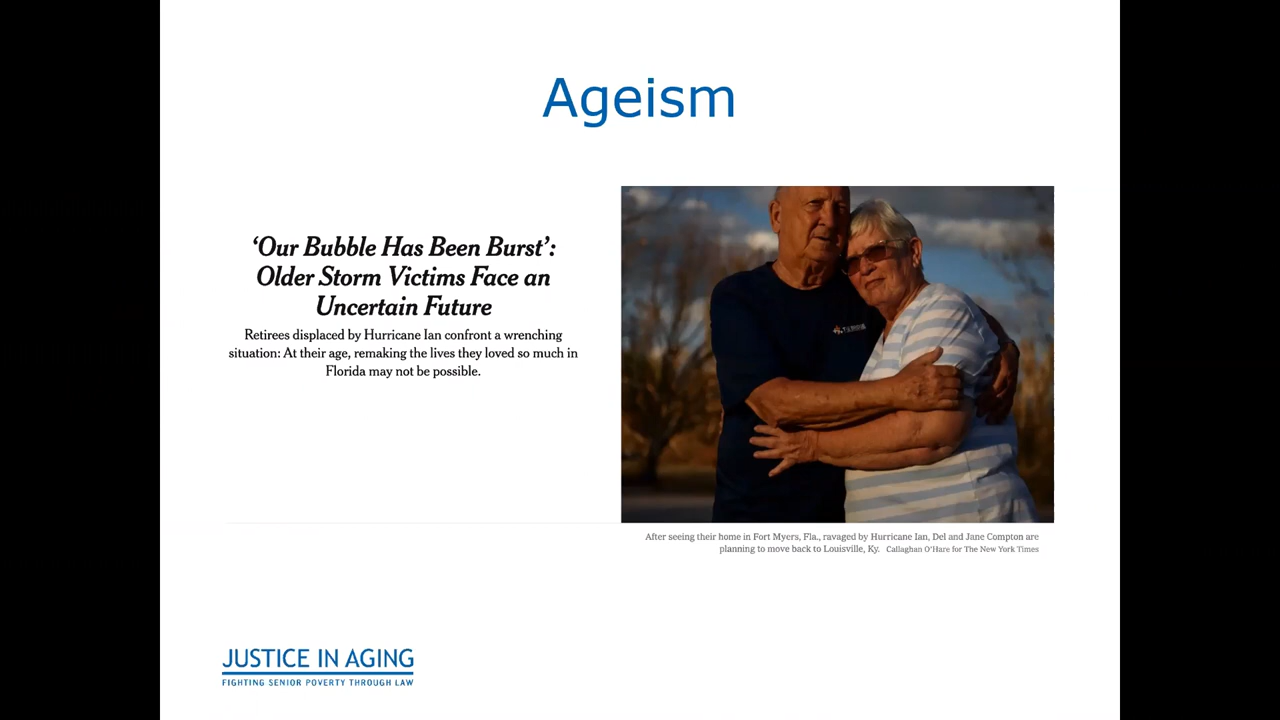 Ageism
‘Our Bubble Has Been Burst’:
Older Storm Victims Face an
Uncertain Future
Retirees displaced by Hurricane Ian confront a wrenching
situation: At their age, remaking the lives they loved so much in
Florida may not be possible.
After seeing their home in Fort Myers, Fla., ravaged by Hurricane Ian, Del and Jane Compton are
planning to move back to Louisville, Ky. Callaghan O’Hare for The New York Times
JUSTICE IN AGING
FIGHTING SENIOR POVERTY THROUGH LAW